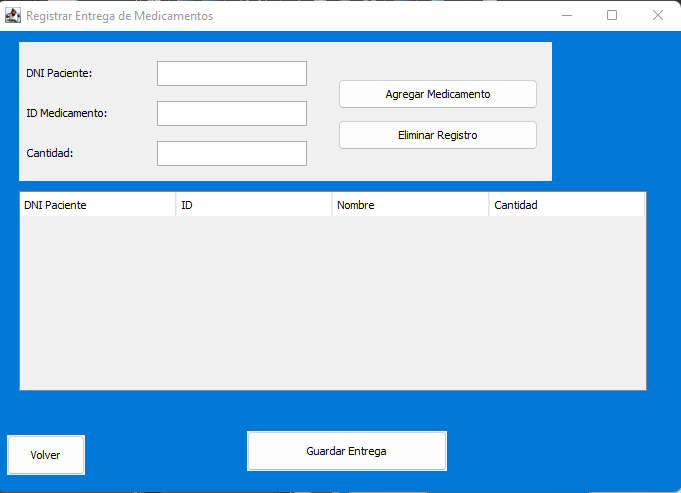 Registrar Entrega de Medicamentos
DNI Paciente:
Agregar Medicamento
ID Medicamento:
Eliminar Registro
Cantidad:
DNI Paciente ID Nombre Cantidad
Volver
Guardar Entrega